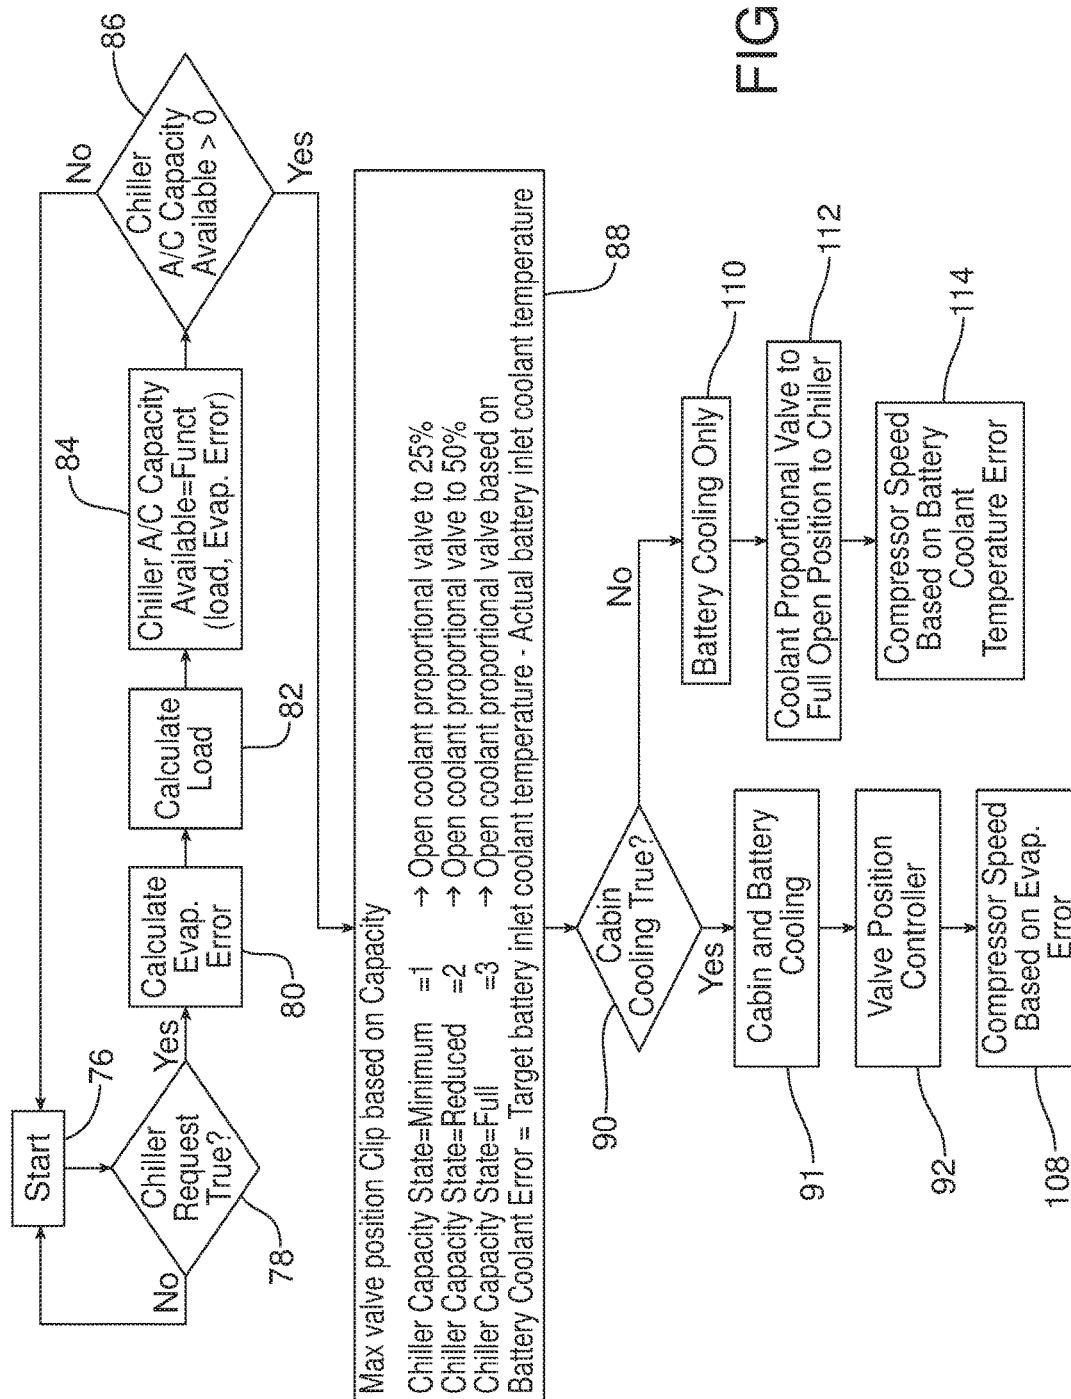 Start
76
Chiller
Request
True?
78
No
Yes
Calculate
Evap.
Error
80
Calculate
Load
82
Chiller A/C Capacity
Available=Funct
(load, Evap. Error)
84
Chiller
A/C Capacity
Available > 0
86
No
Yes
Max valve position Clip based on Capacity
Chiller Capacity State=Minimum =1 → Open coolant proportional valve to 25%
Chiller Capacity State=Reduced =2 → Open coolant proportional valve to 50%
Chiller Capacity State=Full =3 → Open coolant proportional valve based on
Battery Coolant Error = Target battery inlet coolant temperature - Actual battery inlet coolant temperature
88
Cabin
Cooling True?
90
Yes
No
Cabin and Battery
Cooling
91
Valve Position
Controller
92
Compressor Speed
Based on Evap.
Error
108
Battery Cooling Only
110
Coolant Proportional Valve to
Full Open Position to Chiller
112
Compressor Speed
Based on Battery
Coolant
Temperature Error
114
FIG